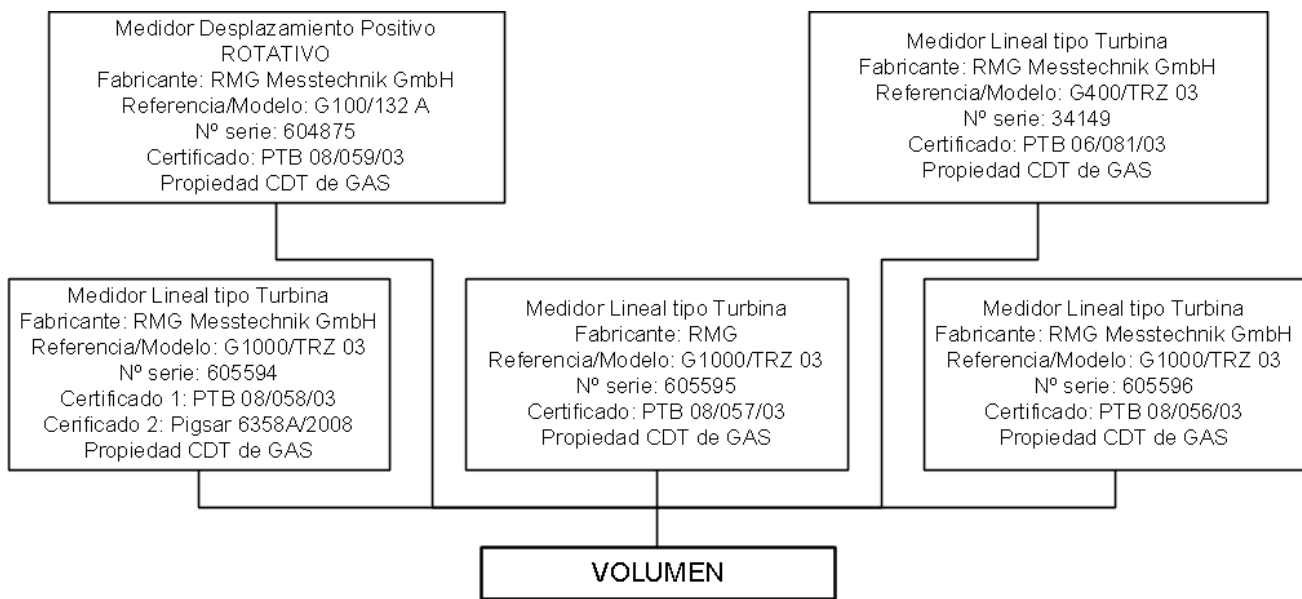 Medidor Desplazamiento Positivo
ROTATIVO
Fabricante: RMG Messtechnik GmbH
Referencia/Modelo: G100/132 A
Nº serie: 604875
Certificado: PTB 08/059/03
Propiedad CDT de GAS
Medidor Lineal tipo Turbina
Fabricante: RMG Messtechnik GmbH
Referencia/Modelo: G400/TRZ 03
Nº serie: 34149
Certificado: PTB 06/081/03
Propiedad CDT de GAS
Medidor Lineal tipo Turbina
Fabricante: RMG Messtechnik GmbH
Referencia/Modelo: G1000/TRZ 03
Nº serie: 605594
Certificado 1: PTB 08/058/03
Cerificado 2: Pigsar 6358A/2008
Propiedad CDT de GAS
Medidor Lineal tipo Turbina
Fabricante: RMG
Referencia/Modelo: G1000/TRZ 03
Nº serie: 605595
Certificado: PTB 08/057/03
Propiedad CDT de GAS
Medidor Lineal tipo Turbina
Fabricante: RMG Messtechnik GmbH
Referencia/Modelo: G1000/TRZ 03
Nº serie: 605596
Certificado: PTB 08/056/03
Propiedad CDT de GAS
VOLUMEN